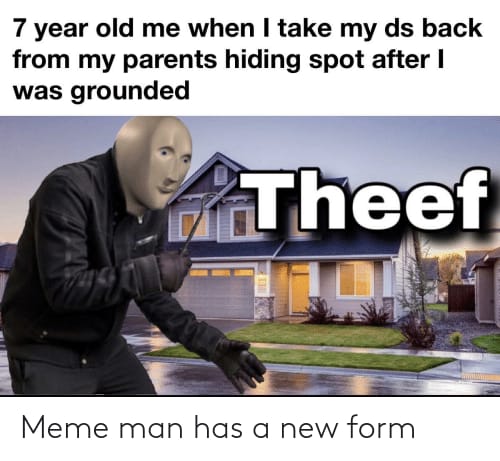 7 year old me when I take my ds back
from my parents hiding spot after I
was grounded
Theef
Meme man has a new form